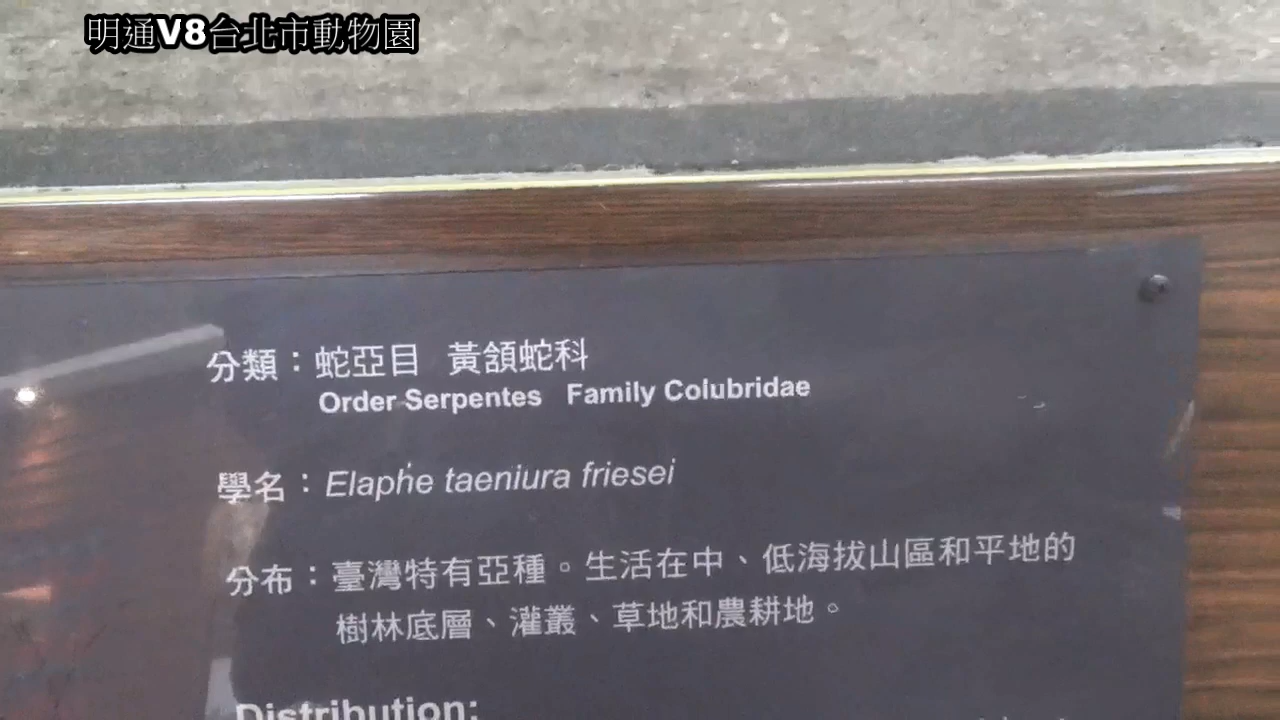 明通V8台北市動物園
分類：蛇亞目 黃頷蛇科
Order Serpentes Family Colubridae
學名：Elaphe taeniura friesei
分布：臺灣特有亞種。生活在中、低海拔山區和平地的
樹林底層、灌叢、草地和農耕地。
Distribution: